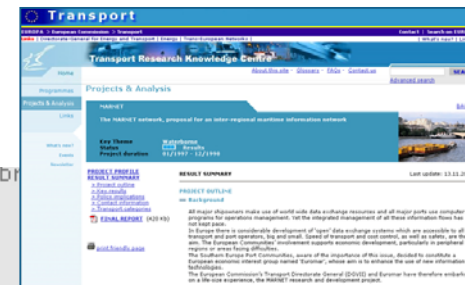 Transport
EUROPA > European Commission > Transport
Contact | Search on EUR
| Directorate-General for Energy and Transport | Energy | Trans-European Networks |
| What's new? |
Transport Research Knowledge Centre
About this site - Glossary - FAQs - Contact us
SEA
Advanced search
Home
Programmes
Projects & Analysis
Links
What's new?
Events
Newsletter
Projects & Analysis
MARNET
The MARNET network, proposal for an inter-regional maritime information network
Key Theme Waterborne
Status Results
Project duration 01/1997 - 12/1998
PROJECT PROFILE
RESULT SUMMARY
> Project outline
> Key results
> Policy implications
> Contact information
> Transport categories
FINAL REPORT (420 Kb)
print friendly page
RESULT SUMMARY
Last update: 13.11.20
PROJECT OUTLINE
Background
All major shipowners make use of world wide data exchange resources and all major ports use computer
programs for operations management. Yet the integrated management of all these information flows has
not kept pace.
In Europe there is considerable development of "open" data exchange systems which are accessible to all
transport and port operators, big and small. Speed of transport and cost control, as well as safety, are the
aim. The European Communities' involvement supports economic development, particularly in peripheral
regions or areas facing difficulties.
The Southern Europe Port Communities, aware of the importance of this issue, decided to constitute a
European economic interest group named "Euromar", whose aim is to enhance the use of new information
technologies.
The European Commission's Transport Directorate General (DGVII) and Euromar have therefore embarked
on a life-size experience, the MARNET research and development project.